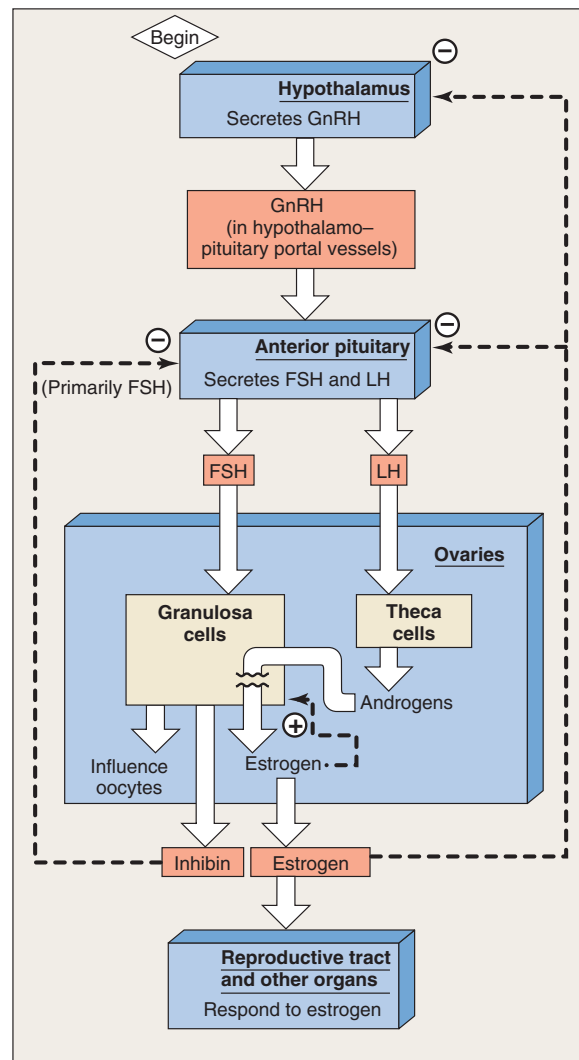 Begin
−
Hypothalamus
Secretes GnRH
GnRH
(in hypothalamo–
pituitary portal vessels)
−
−
Anterior pituitary
(Primarily FSH)
Secretes FSH and LH
FSH
LH
Ovaries
Granulosa
cells
Theca
cells
Androgens
+
Influence
oocytes
Estrogen
Inhibin
Estrogen
Reproductive tract
and other organs
Respond to estrogen